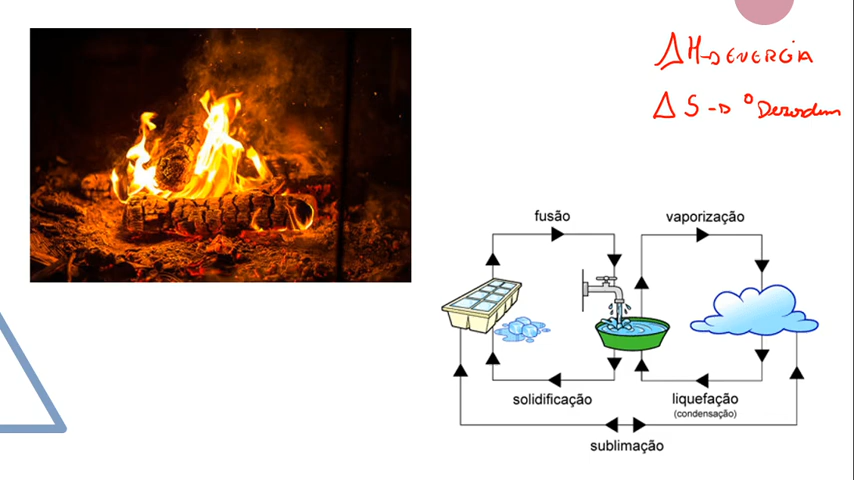 ΔH → ENERGIA
ΔS → °Desordem
fusão
vaporização
solidificação
liquefação
(condensação)
sublimação